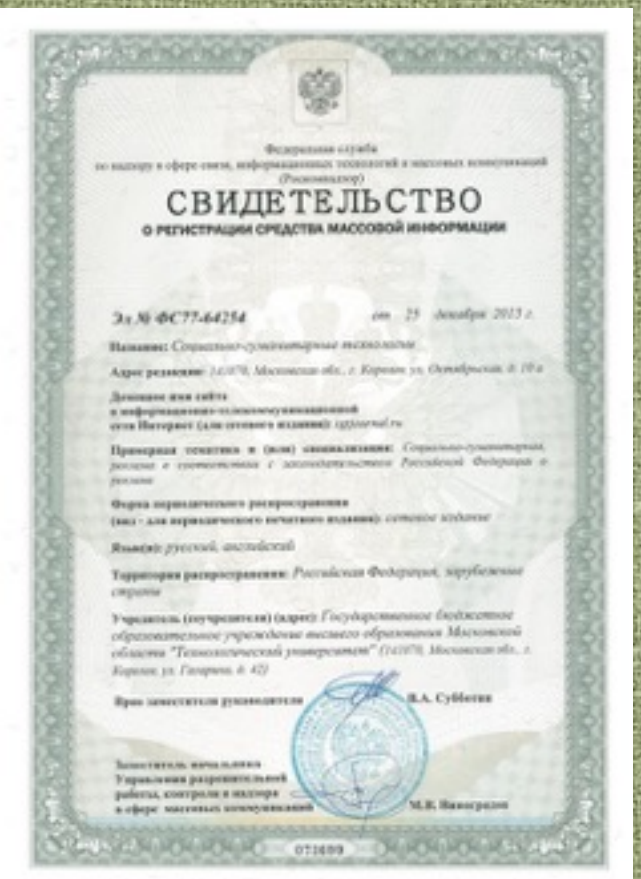 Федеральная служба
по надзору в сфере связи, информационных технологий и массовых коммуникаций
(Роскомнадзор)
СВИДЕТЕЛЬСТВО
О РЕГИСТРАЦИИ СРЕДСТВА МАССОВОЙ ИНФОРМАЦИИ
Эл № ФС77-64254 от 25 декабря 2015 г.
Название: Социально-гуманитарные технологии
Адрес редакции: 141070, Московская обл., г. Королев, ул. Октябрьская, д. 10 а
Доменное имя сайта
в информационно-телекоммуникационной
сети Интернет (для сетевого издания):
Примерная тематика и (или) специализация: Социально-гуманитарная,
реклама в соответствии с законодательством Российской Федерации о
рекламе
Форма периодического распространения
(вид - для периодического печатного издания): сетевое издание
Язык(и): русский, английский
Территория распространения: Российская Федерация, зарубежные
страны
Учредитель (соучредители) (адрес): Государственное бюджетное
образовательное учреждение высшего образования Московской
области "Технологический университет" (141070, Московская обл., г.
Королев, ул. Гагарина, д. 42)
Врио заместителя руководителя В.А. Субботин
Заместитель начальника
Управления разрешительной
работы, контроля и надзора
в сфере массовых коммуникаций М.В. Виноградов